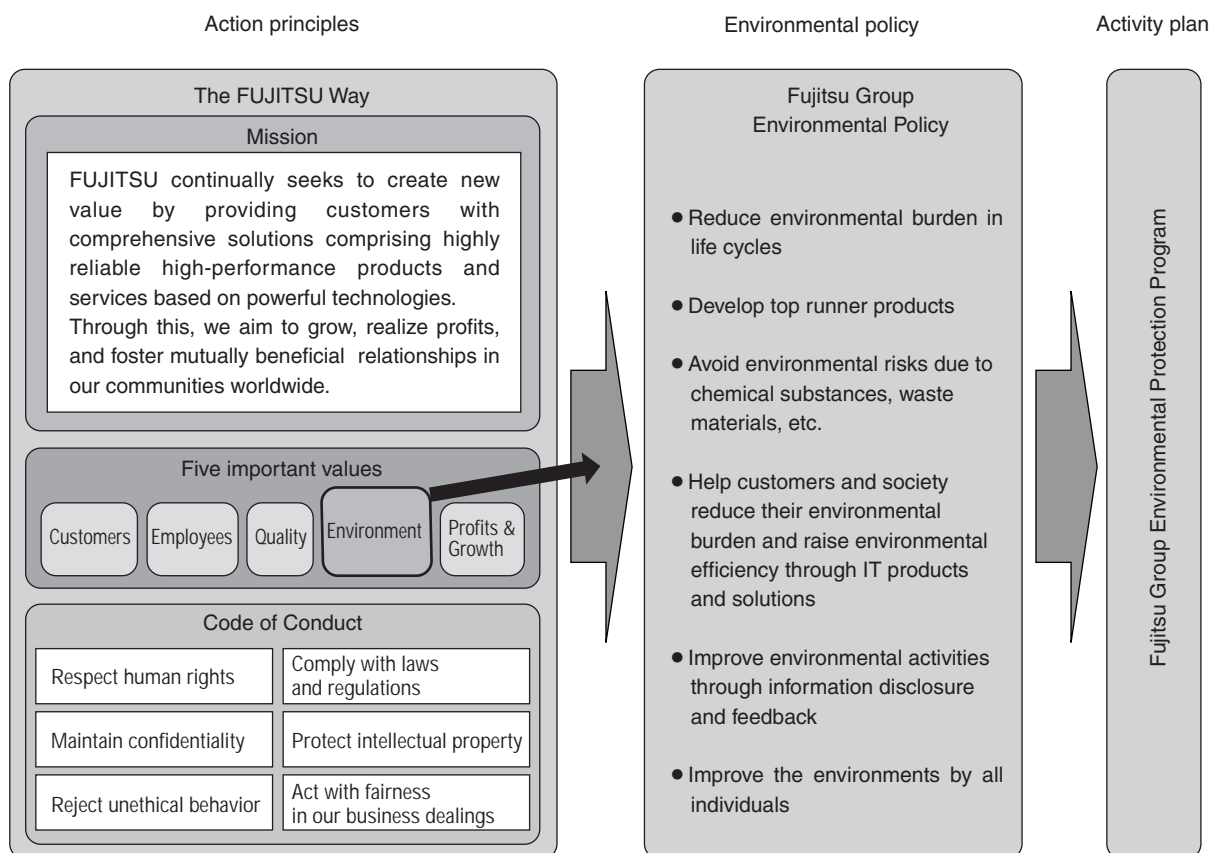 Action principles
Environmental policy
Activity plan
The FUJITSU Way
Mission
FUJITSU continually seeks to create new
value by providing customers with
comprehensive solutions comprising highly
reliable high-performance products and
services based on powerful technologies.
Through this, we aim to grow, realize profits,
and foster mutually beneficial relationships in
our communities worldwide.
Five important values
Customers
Employees
Quality
Environment
Profits &
Growth
Code of Conduct
Respect human rights
Comply with laws
and regulations
Maintain confidentiality
Protect intellectual property
Reject unethical behavior
Act with fairness
in our business dealings
Fujitsu Group
Environmental Policy
● Reduce environmental burden in
life cycles
● Develop top runner products
● Avoid environmental risks due to
chemical substances, waste
materials, etc.
● Help customers and society
reduce their environmental
burden and raise environmental
efficiency through IT products
and solutions
● Improve environmental activities
through information disclosure
and feedback
● Improve the environments by all
individuals
Fujitsu Group Environmental Protection Program